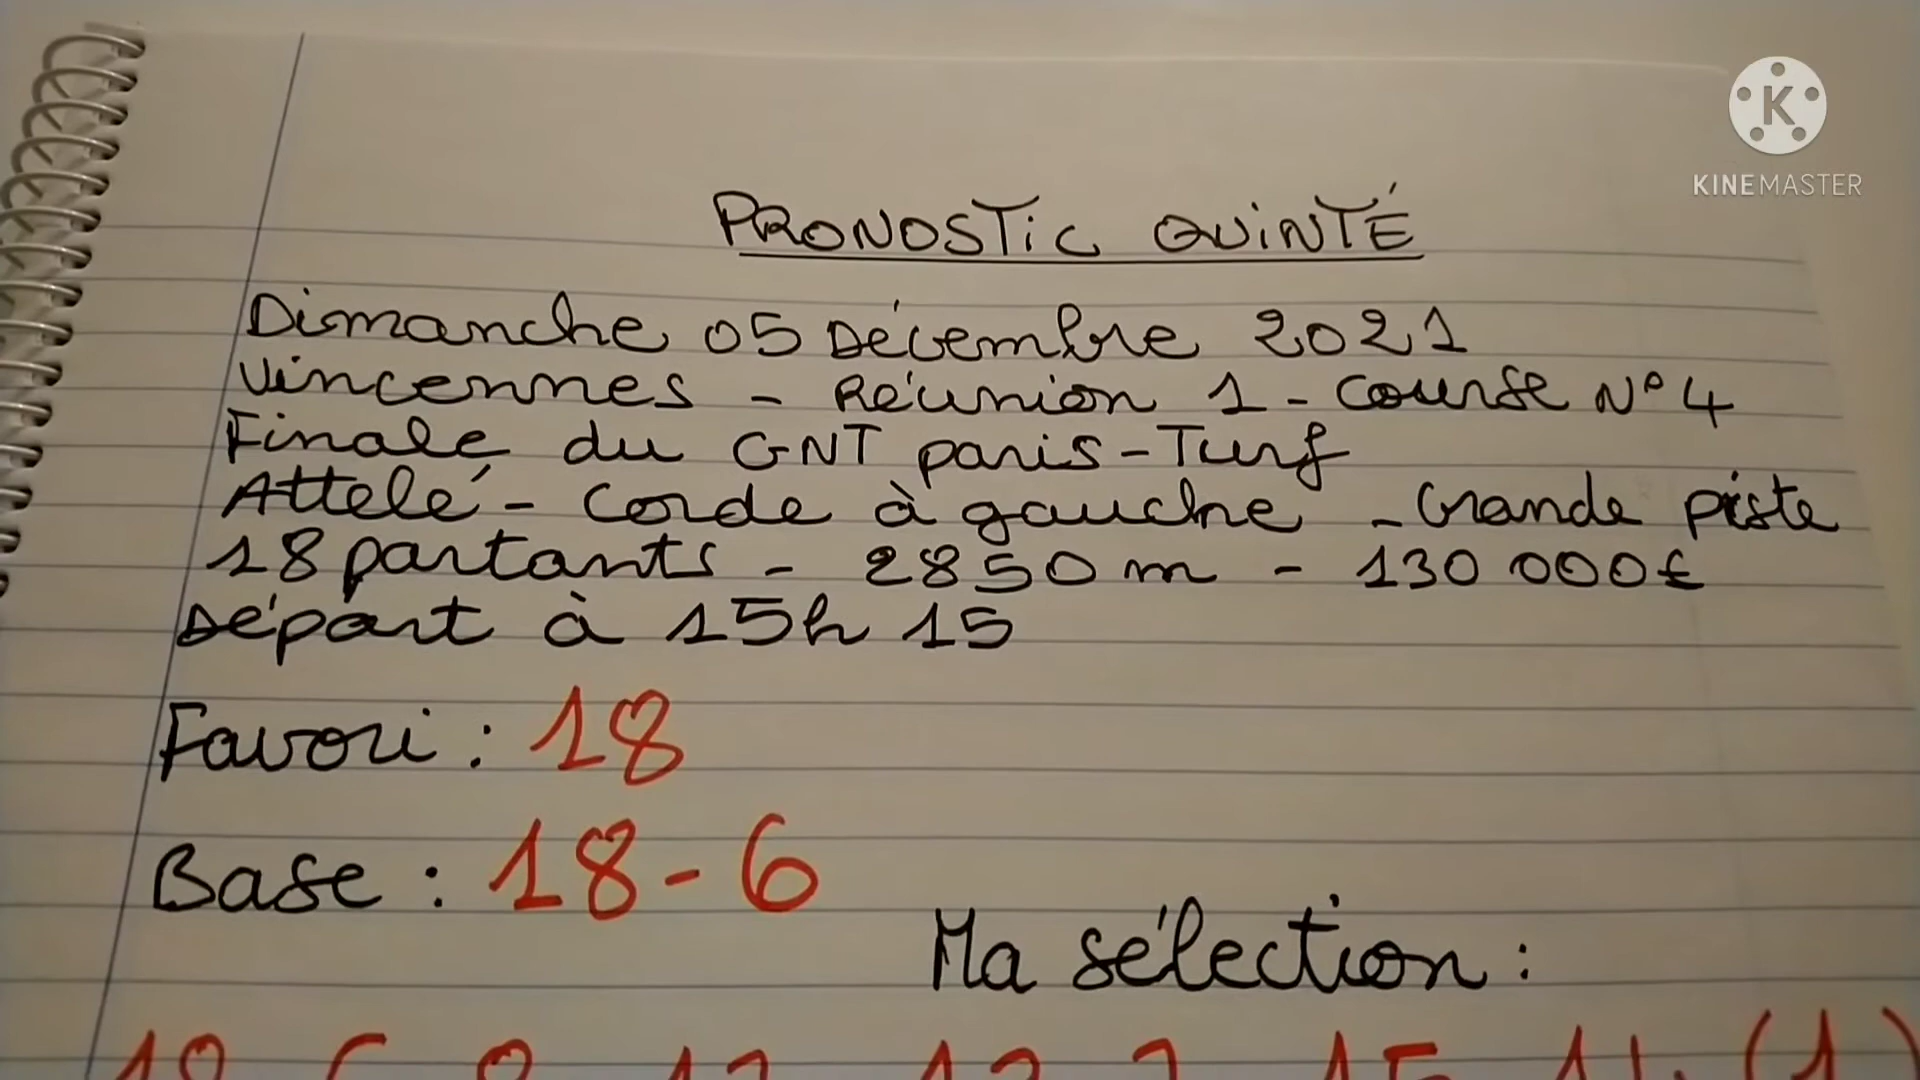 KINEMASTER
PRONOSTIC QUINTÉ
Dimanche 05 Décembre 2021
Vincennes - Réunion 1 - Course N° 4
Finale du GNT paris-Turf
Attelé - Corde à gauche - Grande piste
18 partants - 2850 m - 130 000€
Départ à 15h 15
Favori : 18
Base : 18 - 6
Ma sélection :